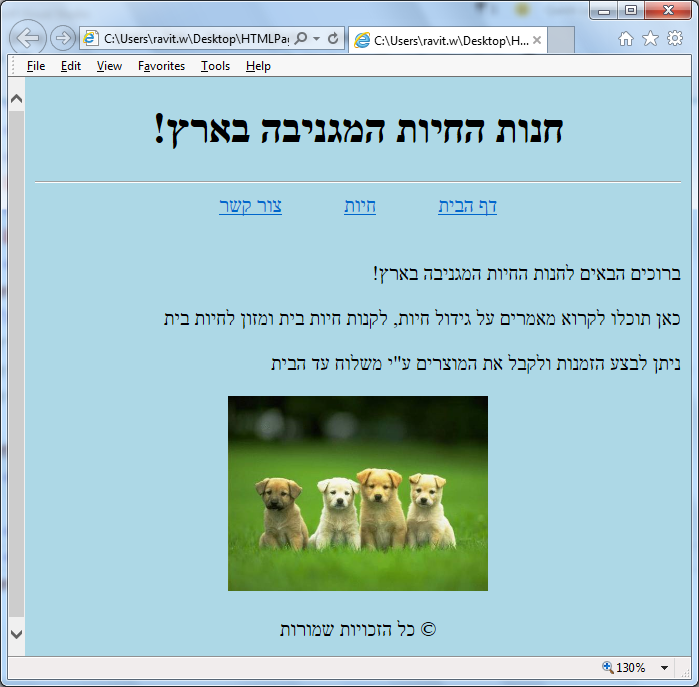 C:\Users\ravit.w\Desktop\HTMLPag
C:\Users\ravit.w\Desktop\H...
File Edit View Favorites Tools Help
חנות החיות המגניבה בארץ!
דף הבית חיות צור קשר
ברוכים הבאים לחנות החיות המגניבה בארץ!
כאן תוכלו לקרוא מאמרים על גידול חיות, לקנות חיות בית ומזון לחיות בית
ניתן לבצע הזמנות ולקבל את המוצרים ע"י משלוח עד הבית
© כל הזכויות שמורות
130%